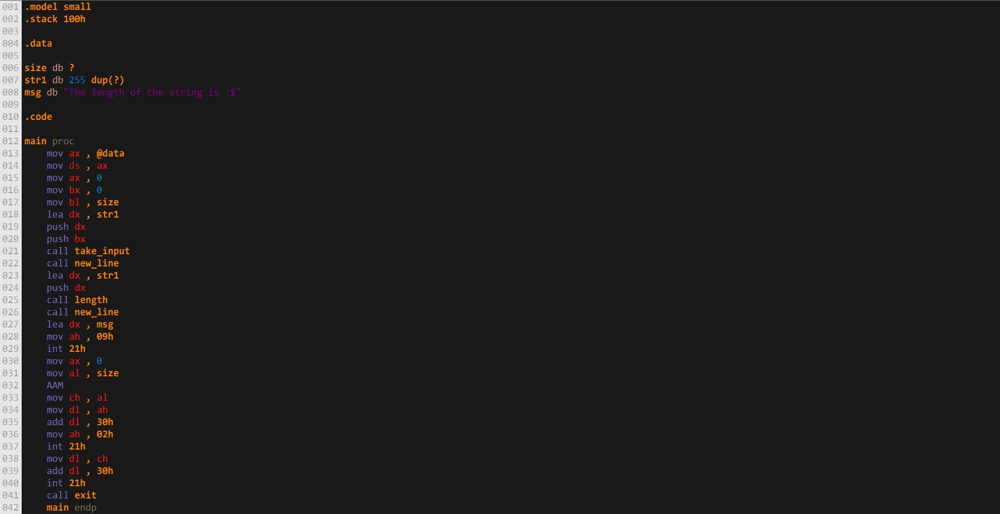 001 .model small
002 .stack 100h
003
004 .data
005
006 size db ?
007 str1 db 255 dup(?)
008 msg db "The length of the string is :$"
009
010 .code
011
012 main proc
013     mov ax , @data
014     mov ds , ax
015     mov ax , 0
016     mov bx , 0
017     mov bl , size
018     lea dx , str1
019     push dx
020     push bx
021     call take_input
022     call new_line
023     lea dx , str1
024     push dx
025     call length
026     call new_line
027     lea dx , msg
028     mov ah , 09h
029     int 21h
030     mov ax , 0
031     mov al , size
032     AAM
033     mov ch , al
034     mov dl , ah
035     add dl , 30h
036     mov ah , 02h
037     int 21h
038     mov dl , ch
039     add dl , 30h
040     int 21h
041     call exit
042     main endp